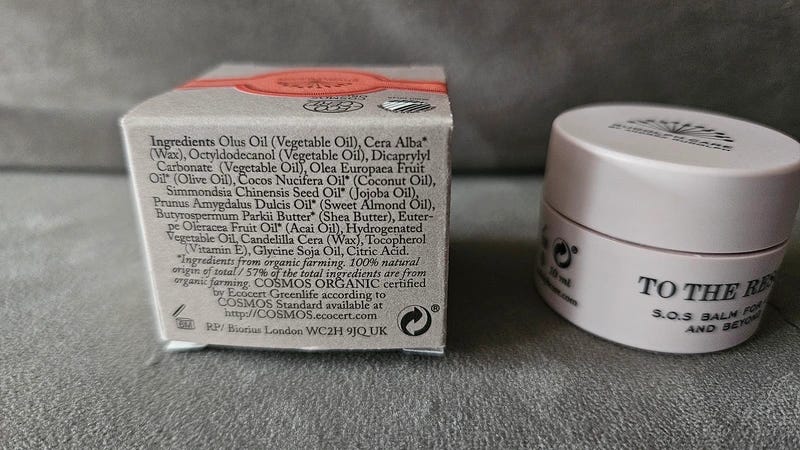 Ingredients Olus Oil (Vegetable Oil), Cera Alba*
(Wax), Octyldodecanol (Vegetable Oil), Dicaprylyl
Carbonate (Vegetable Oil), Olea Europaea Fruit
Oil* (Olive Oil), Cocos Nucifera Oil* (Coconut Oil),
Simmondsia Chinensis Seed Oil* (Jojoba Oil),
Prunus Amygdalus Dulcis Oil* (Sweet Almond Oil),
Butyrospermum Parkii Butter* (Shea Butter), Euter-
pe Oleracea Fruit Oil* (Acai Oil), Hydrogenated
Vegetable Oil, Candelilla Cera (Wax), Tocopherol
(Vitamin E), Glycine Soja Oil, Citric Acid.
*Ingredients from organic farming. 100% natural
origin of total / 57% of the total ingredients are from
organic farming. COSMOS ORGANIC certified
by Ecocert Greenlife according to
COSMOS Standard available at
http://COSMOS.ecocert.com
8M
RP/ Biorius London WC2H 9JQ UK
®
10 ml
TO THE RES
S.O.S BALM FOR
AND BEYON